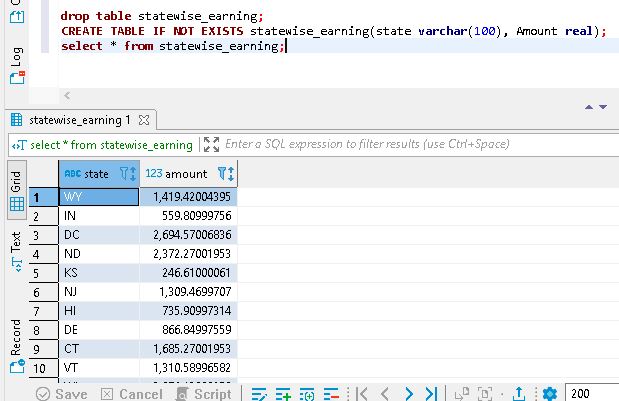 drop table statewise_earning;
CREATE TABLE IF NOT EXISTS statewise_earning(state varchar(100), Amount real);
select * from statewise_earning;
Log
statewise_earning 1
select * from statewise_earning Enter a SQL expression to filter results (use Ctrl+Space)
Grid
Text
Record
ABC state 123 amount
1 WY 1,419.42004395
2 IN 559.80999756
3 DC 2,694.57006836
4 ND 2,372.27001953
5 KS 246.61000061
6 NJ 1,309.4699707
7 HI 735.90997314
8 DE 866.84997559
9 CT 1,685.27001953
10 VT 1,310.58996582
Save Cancel Script 200